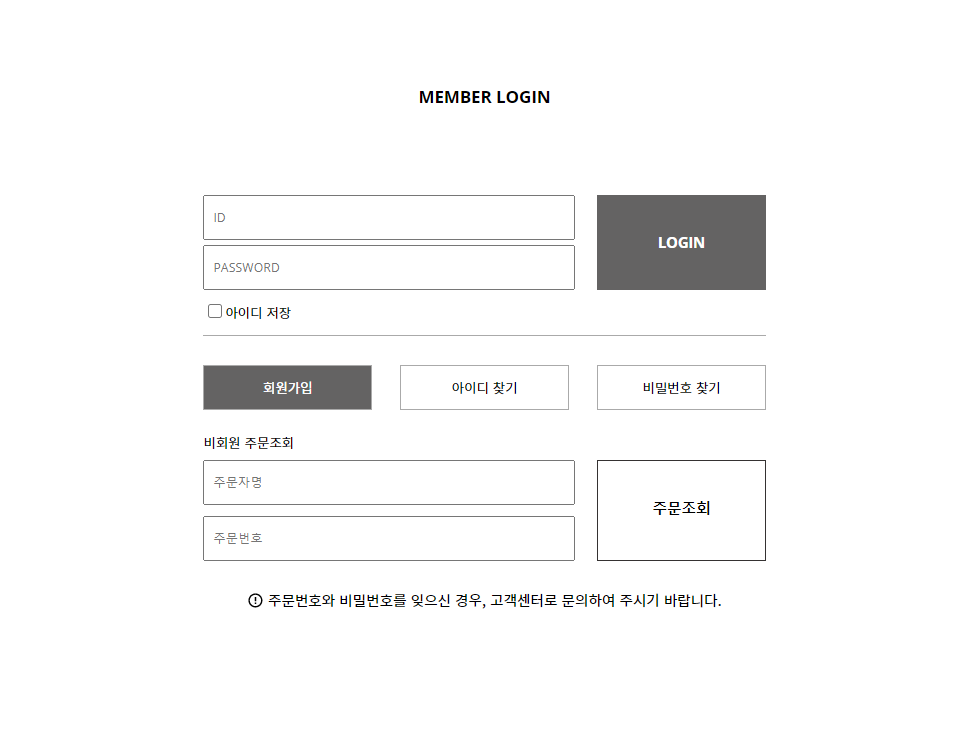 MEMBER LOGIN
ID
PASSWORD
LOGIN
아이디 저장
회원가입
아이디 찾기
비밀번호 찾기
비회원 주문조회
주문자명
주문번호
주문조회
주문번호와 비밀번호를 잊으신 경우, 고객센터로 문의하여 주시기 바랍니다.